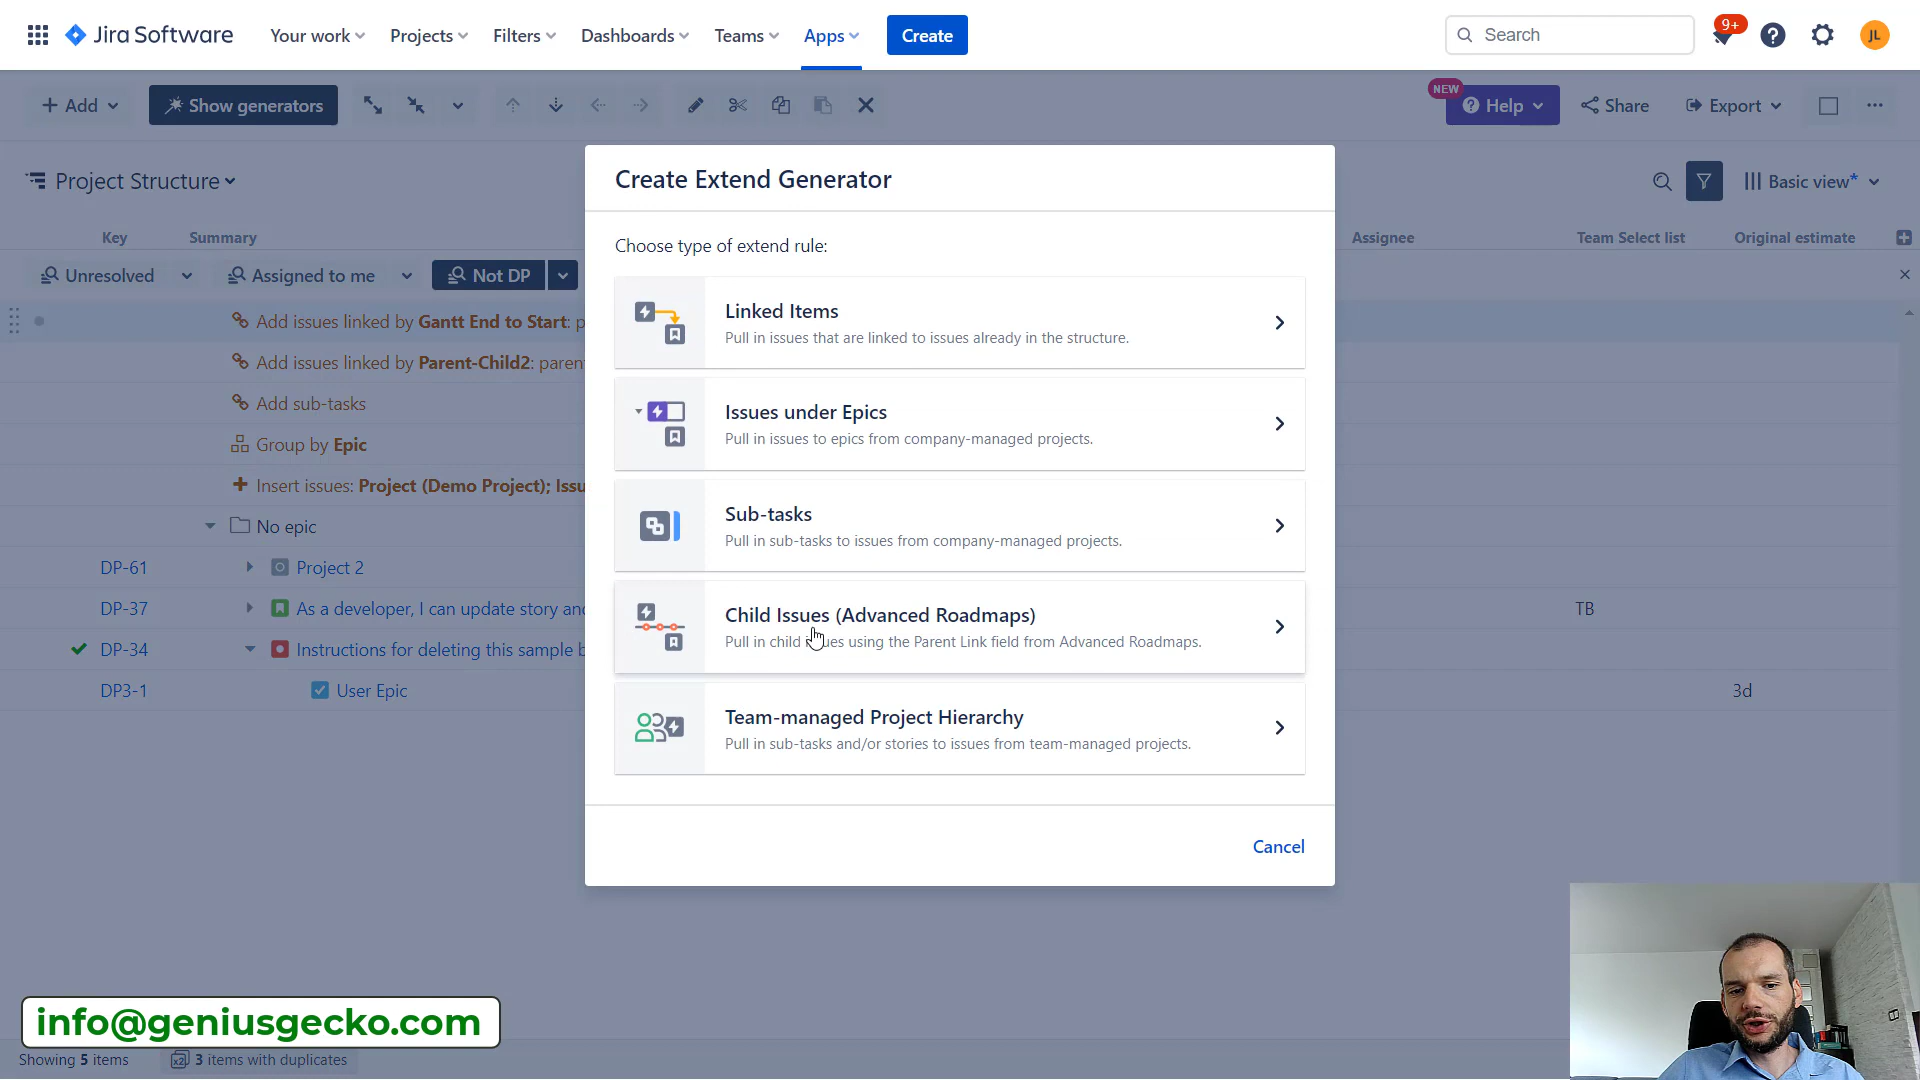 Jira Software
Your work
Projects
Filters
Dashboards
Teams
Apps
Create
Search
9+
JL
Add
Show generators
NEW
Help
Share
Export
Project Structure
Basic view*
Key
Summary
Assignee
Team Select list
Original estimate
Unresolved
Assigned to me
Not DP
Add issues linked by Gantt End to Start: p
Add issues linked by Parent-Child2: paren
Add sub-tasks
Group by Epic
Insert issues: Project (Demo Project); Issu
No epic
DP-61
Project 2
DP-37
As a developer, I can update story an
TB
DP-34
Instructions for deleting this sample b
DP3-1
User Epic
3d
Create Extend Generator
Choose type of extend rule:
Linked Items
Pull in issues that are linked to issues already in the structure.
Issues under Epics
Pull in issues to epics from company-managed projects.
Sub-tasks
Pull in sub-tasks to issues from company-managed projects.
Child Issues (Advanced Roadmaps)
Pull in child issues using the Parent Link field from Advanced Roadmaps.
Team-managed Project Hierarchy
Pull in sub-tasks and/or stories to issues from team-managed projects.
Cancel
info@geniusgecko.com
Showing 5 items
x2
3 items with duplicates